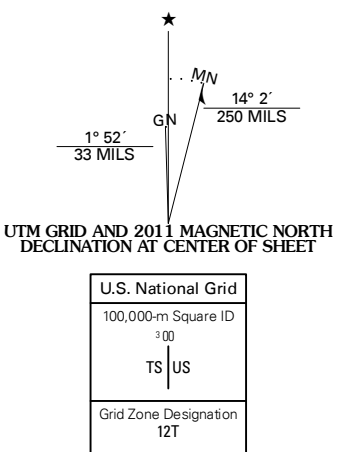 ★
MN
14° 2´
250 MILS
GN
1° 52´
33 MILS
UTM GRID AND 2011 MAGNETIC NORTH
DECLINATION AT CENTER OF SHEET
U.S. National Grid
100,000-m Square ID
³00
TS US
Grid Zone Designation
12T